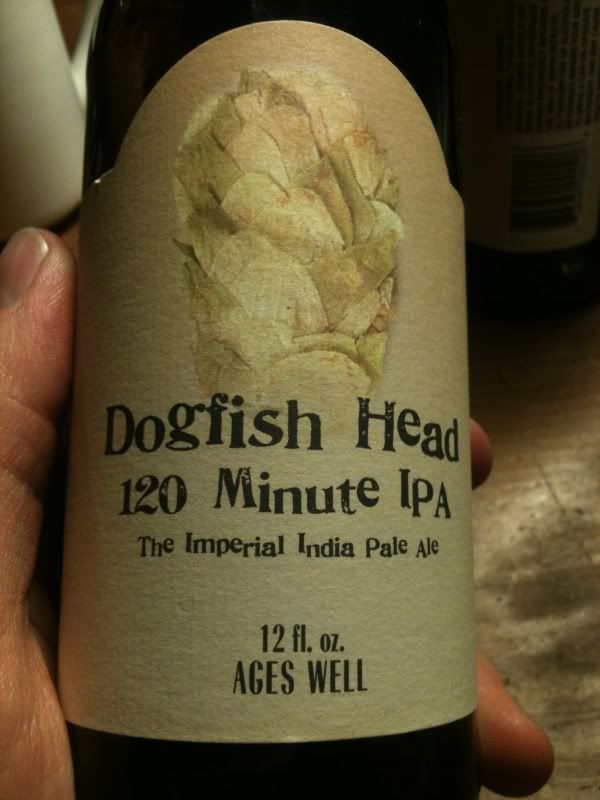 Dogfish Head
120 Minute IPA
The Imperial India Pale Ale
12 fl. oz.
AGES WELL